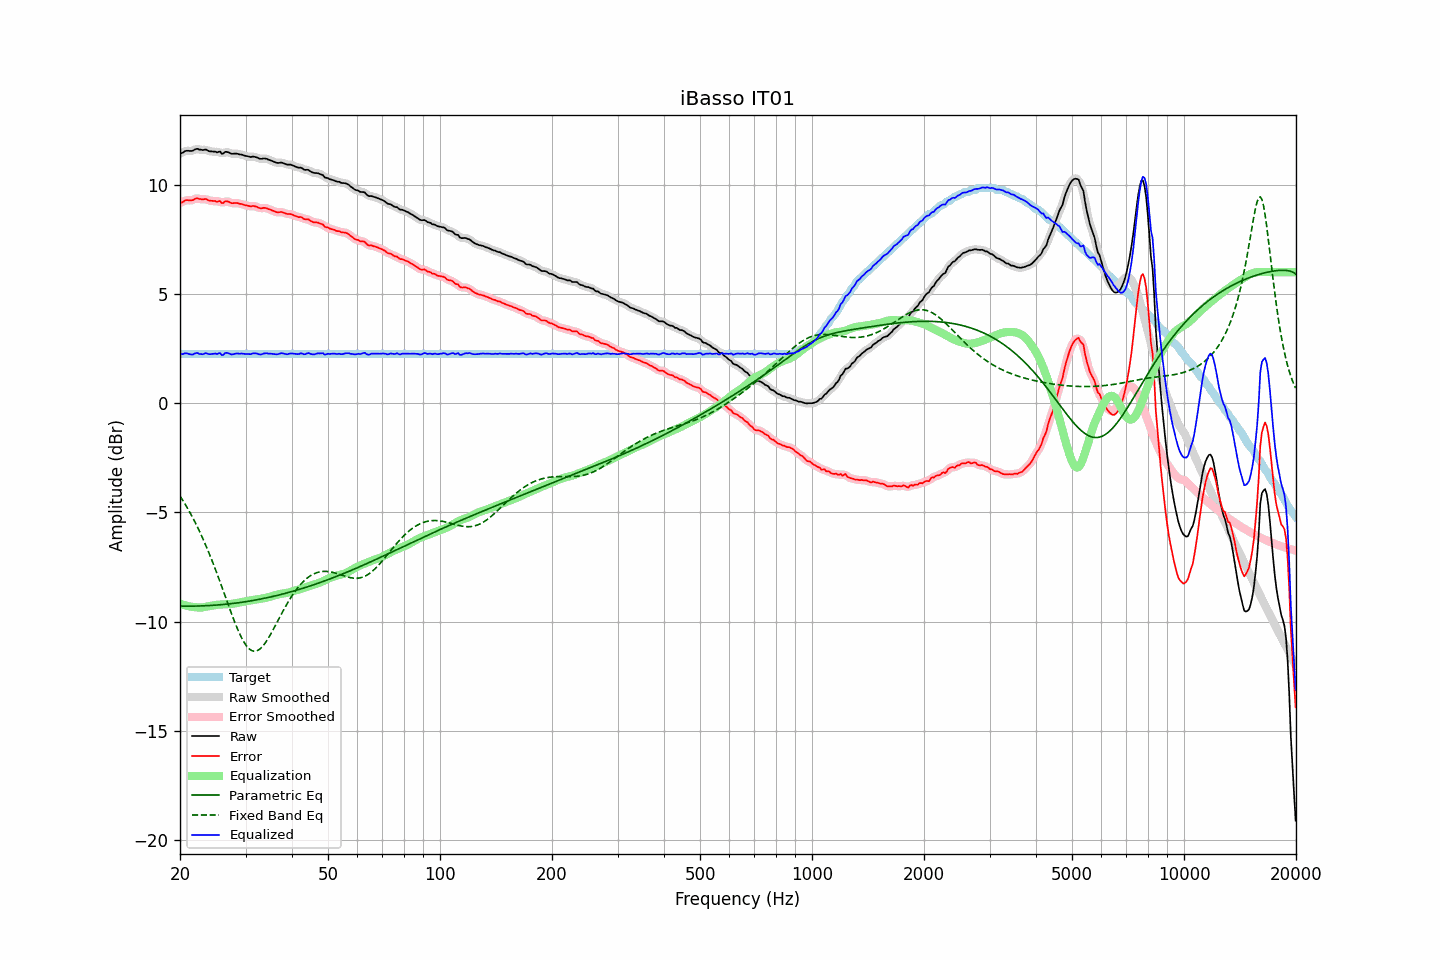 iBasso IT01
Amplitude (dBr)
10
5
0
−5
−10
−15
−20
Target
Raw Smoothed
Error Smoothed
Raw
Error
Equalization
Parametric Eq
Fixed Band Eq
Equalized
20 50 100 200 500 1000 2000 5000 10000 20000
Frequency (Hz)